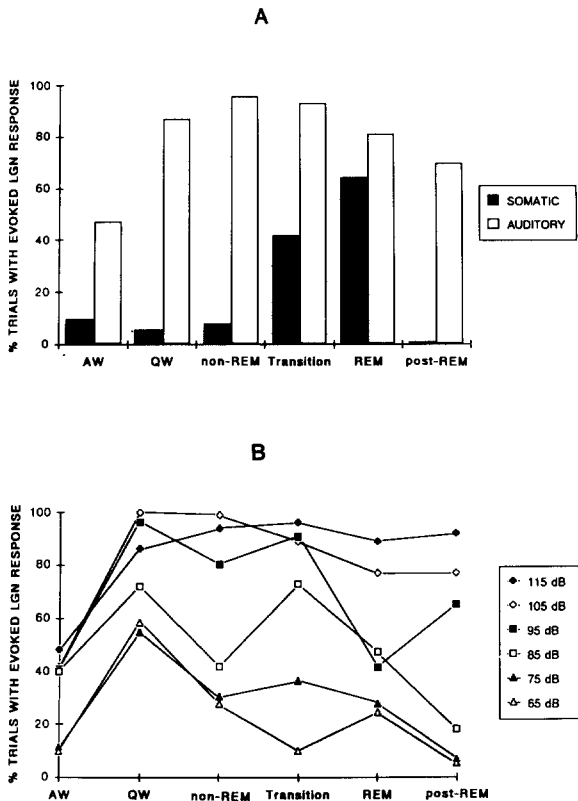 A
% TRIALS WITH EVOKED LGN RESPONSE
100
80
60
40
20
0
AW QW non-REM Transition REM post-REM
SOMATIC
AUDITORY
B
% TRIALS WITH EVOKED LGN RESPONSE
100
80
60
40
20
0
AW QW non-REM Transition REM post-REM
115 dB
105 dB
95 dB
85 dB
75 dB
65 dB